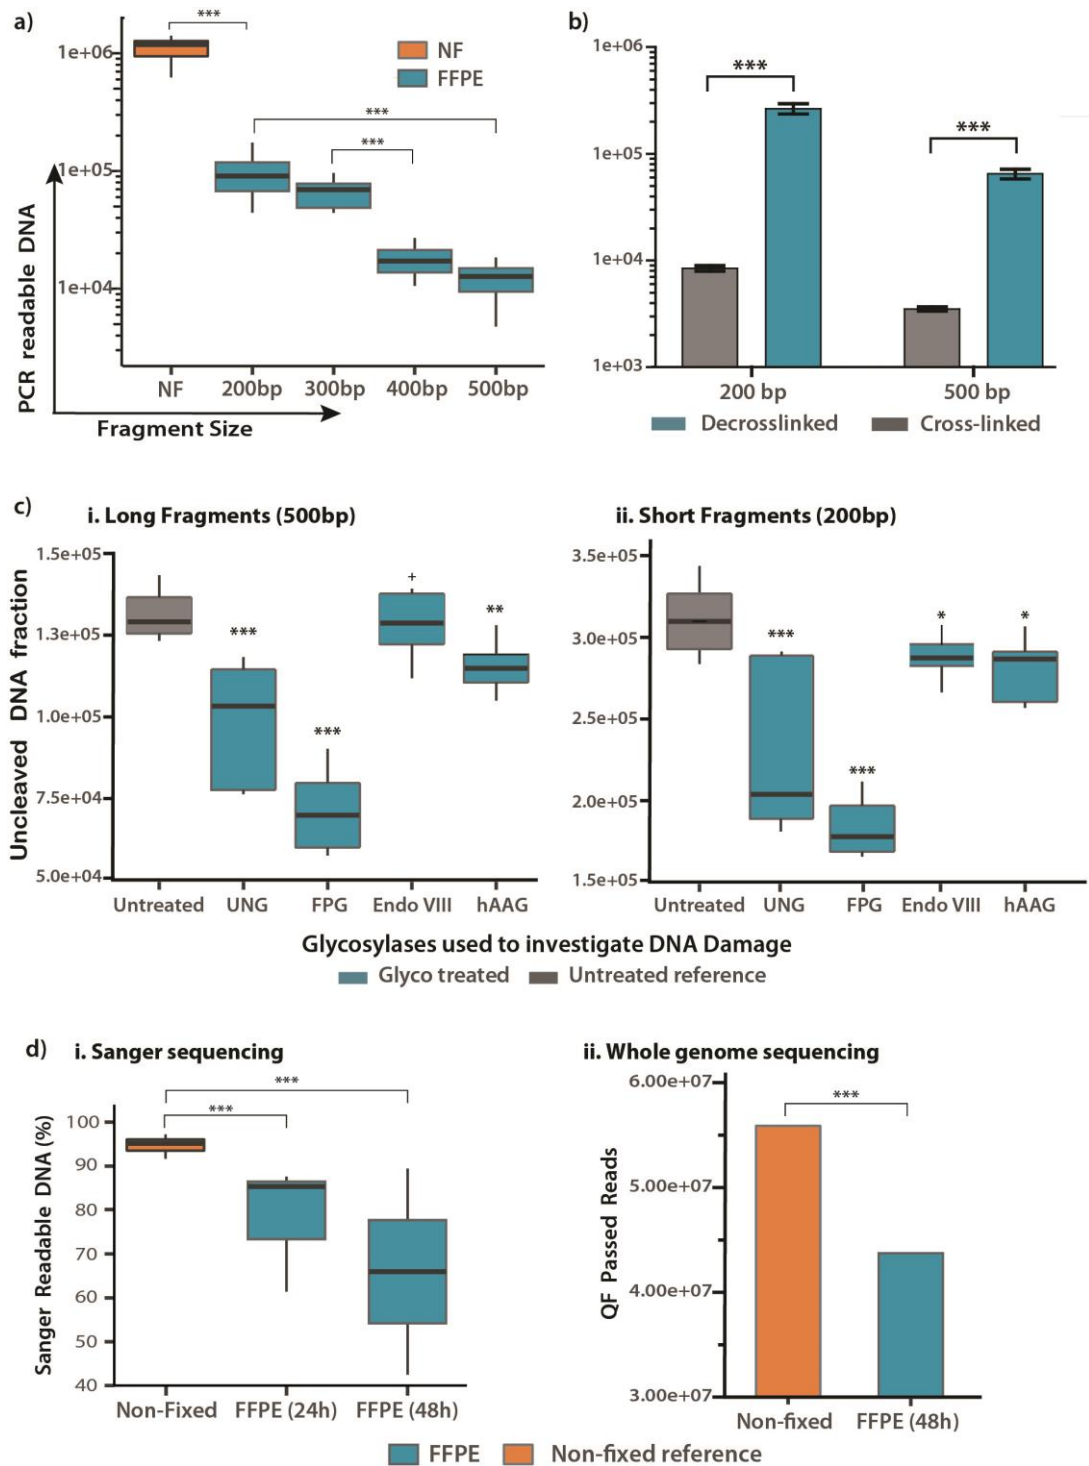 a)
***
1e+06
NF
FFPE
***
***
1e+05
1e+04
PCR readable DNA
NF 200bp 300bp 400bp 500bp
Fragment Size
b)
1e+06
***
1e+05
***
1e+04
1e+03
200 bp 500 bp
Decrosslinked Cross-linked
c)
i. Long Fragments (500bp)
1.5e+05
1.3e+05
1.0e+05
7.5e+04
5.0e+04
Uncleaved DNA fraction
***
***
+
**
Untreated UNG FPG Endo VIII hAAG
ii. Short Fragments (200bp)
3.5e+05
3.0e+05
2.5e+05
2.0e+05
1.5e+05
***
***
*
*
Untreated UNG FPG Endo VIII hAAG
Glycosylases used to investigate DNA Damage
Glyco treated Untreated reference
d)
i. Sanger sequencing
***
***
100
90
80
70
60
50
40
Sanger Readable DNA (%)
Non-Fixed FFPE (24h) FFPE (48h)
ii. Whole genome sequencing
6.00e+07
***
5.00e+07
4.00e+07
3.00e+07
QF Passed Reads
Non-fixed FFPE (48h)
FFPE Non-fixed reference